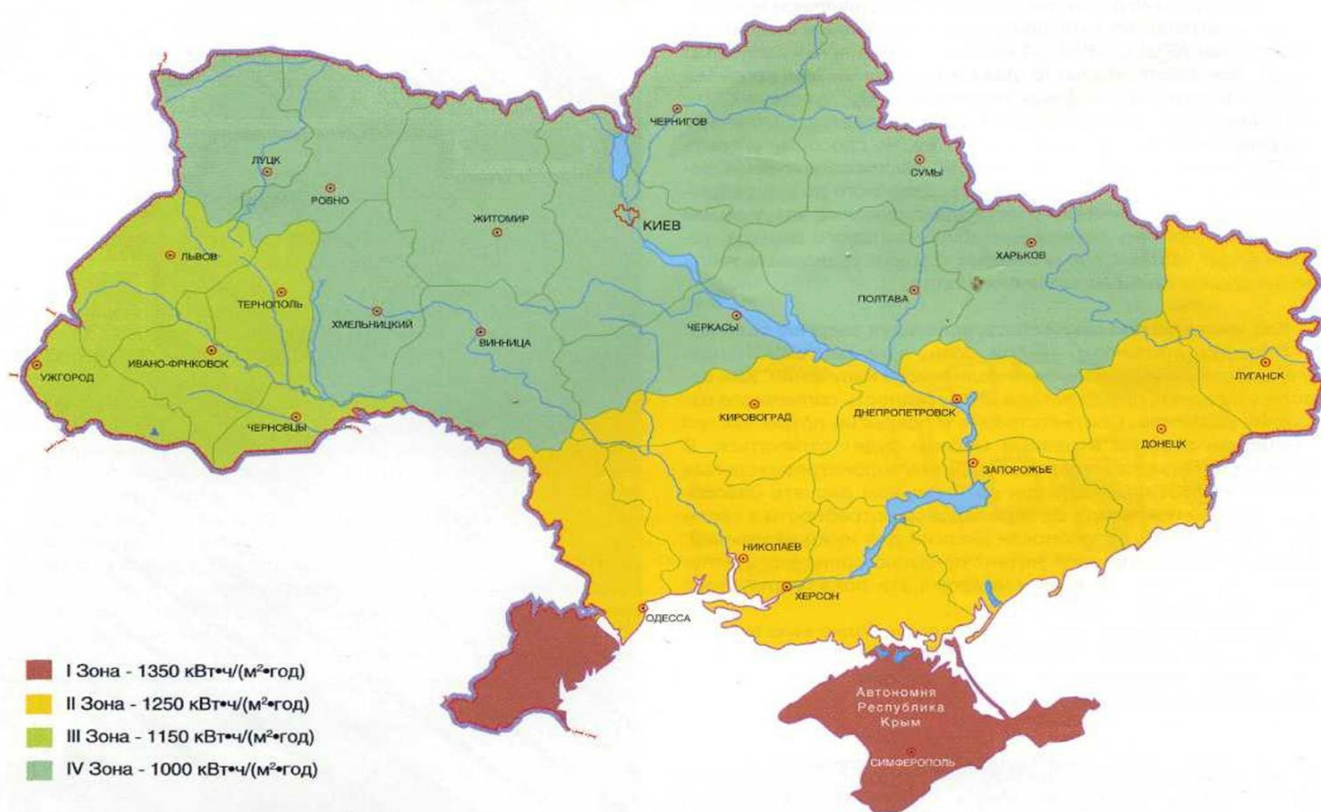 ЧЕРНИГОВ
ЛУЦК
СУМЫ
РОВНО
ЖИТОМИР
КИЕВ
ЛЬВОВ
ХАРЬКОВ
ТЕРНОПОЛЬ
ПОЛТАВА
ХМЕЛЬНИЦКИЙ
ЧЕРКАСЫ
ВИННИЦА
ИВАНО-ФРНКОВСК
УЖГОРОД
ЛУГАНСК
КИРОВОГРАД
ДНЕПРОПЕТРОВСК
ЧЕРНОВЦЫ
ДОНЕЦК
ЗАПОРОЖЬЕ
НИКОЛАЕВ
ХЕРСОН
ОДЕССА
I Зона - 1350 кВт•ч/(м²•год)
II Зона - 1250 кВт•ч/(м²•год)
III Зона - 1150 кВт•ч/(м²•год)
IV Зона - 1000 кВт•ч/(м²•год)
Автономня
Республика
Крым
СИМФЕРОПОЛЬ